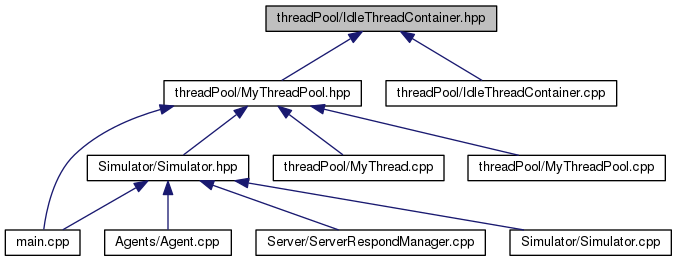 threadPool/IdleThreadContainer.hpp
threadPool/MyThreadPool.hpp
threadPool/IdleThreadContainer.cpp
Simulator/Simulator.hpp
threadPool/MyThread.cpp
threadPool/MyThreadPool.cpp
main.cpp
Agents/Agent.cpp
Server/ServerRespondManager.cpp
Simulator/Simulator.cpp